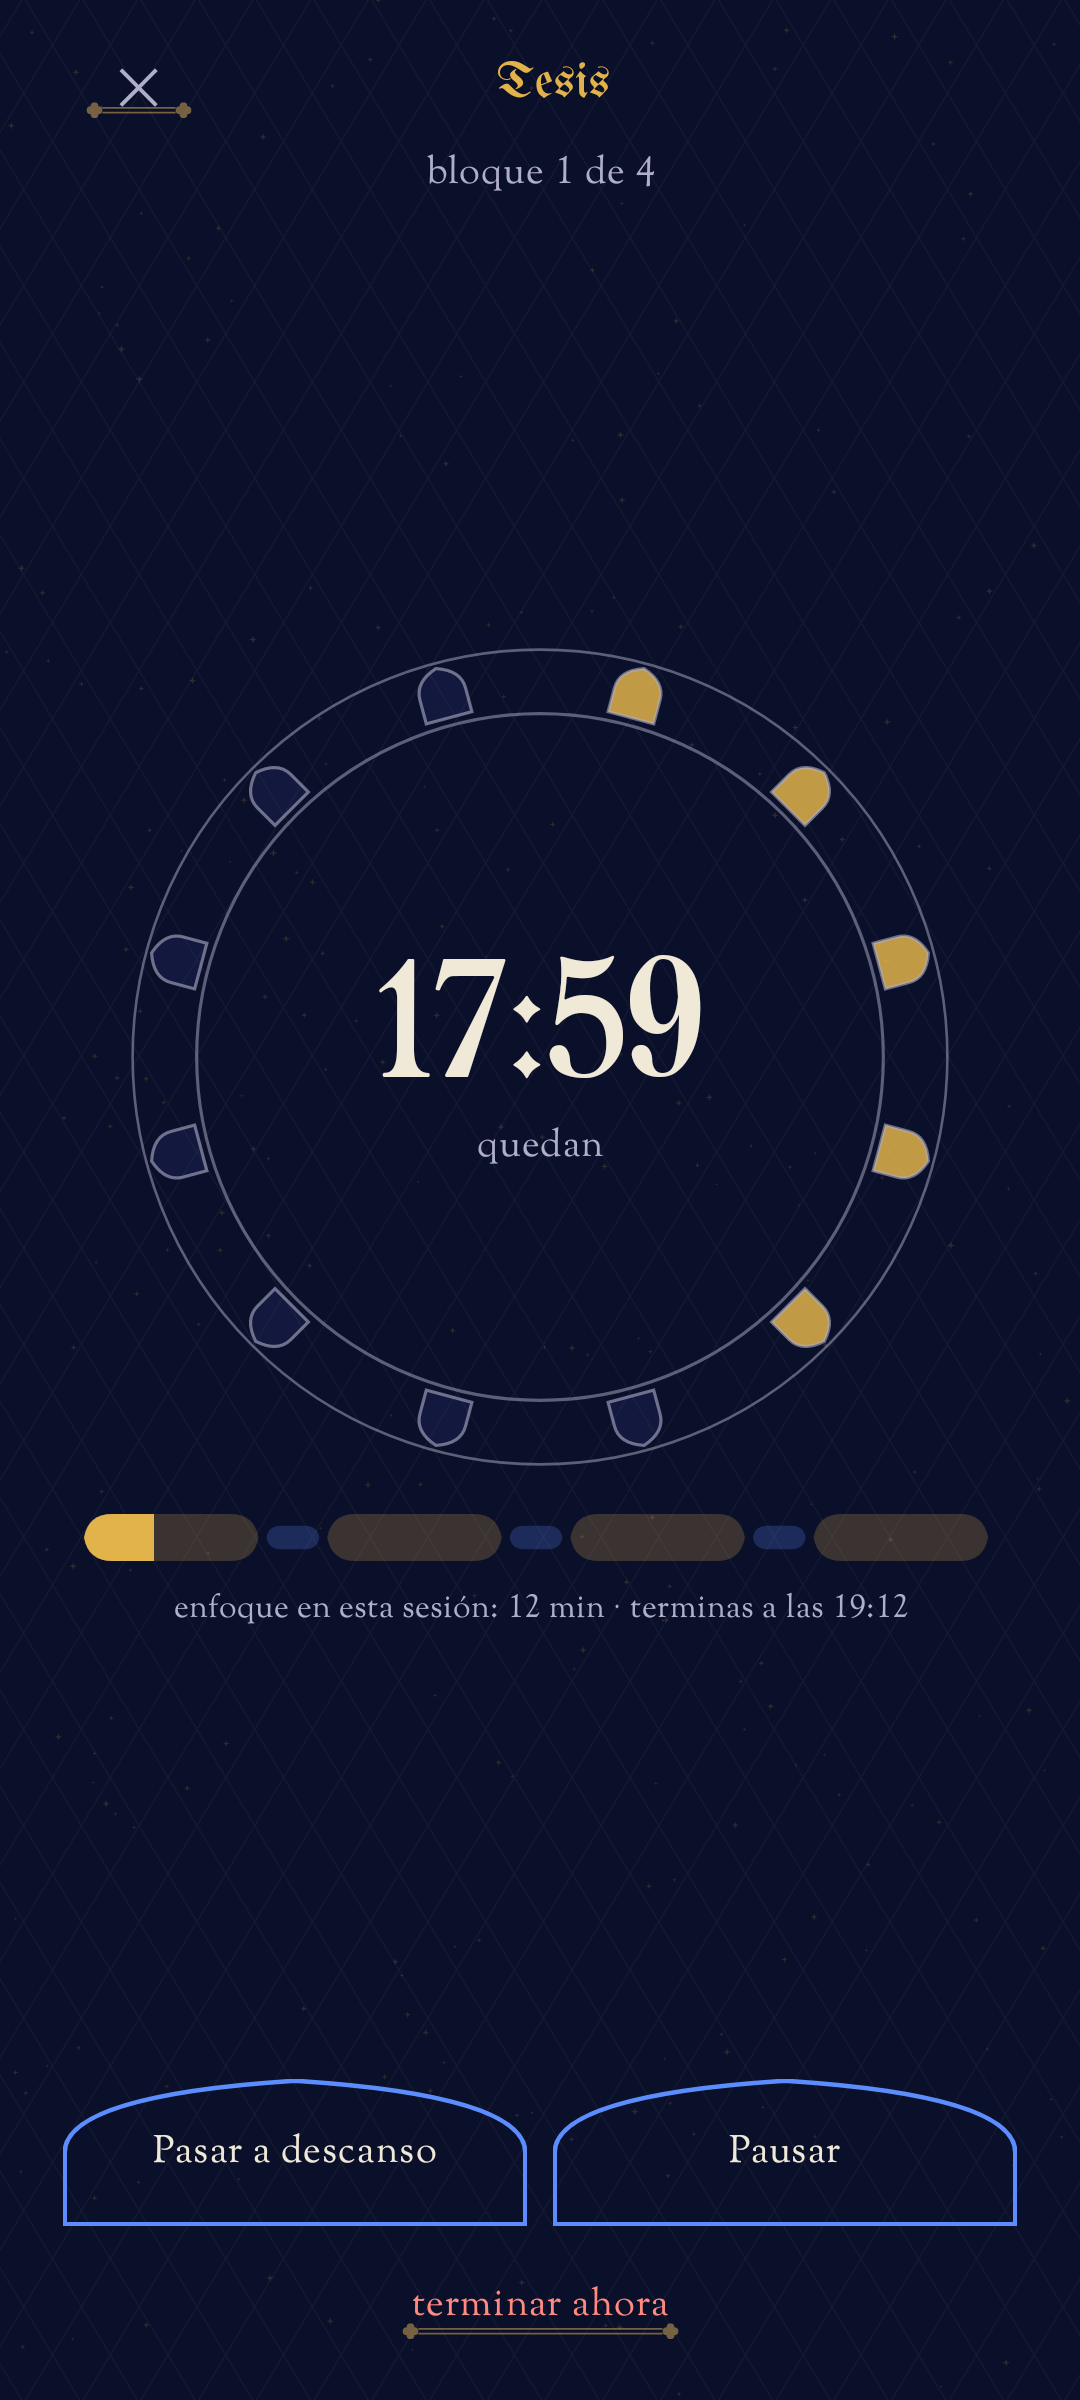 Tesis
bloque 1 de 4
17:59
quedan
enfoque en esta sesión: 12 min · terminas a las 19:12
Pasar a descanso
Pausar
terminar ahora